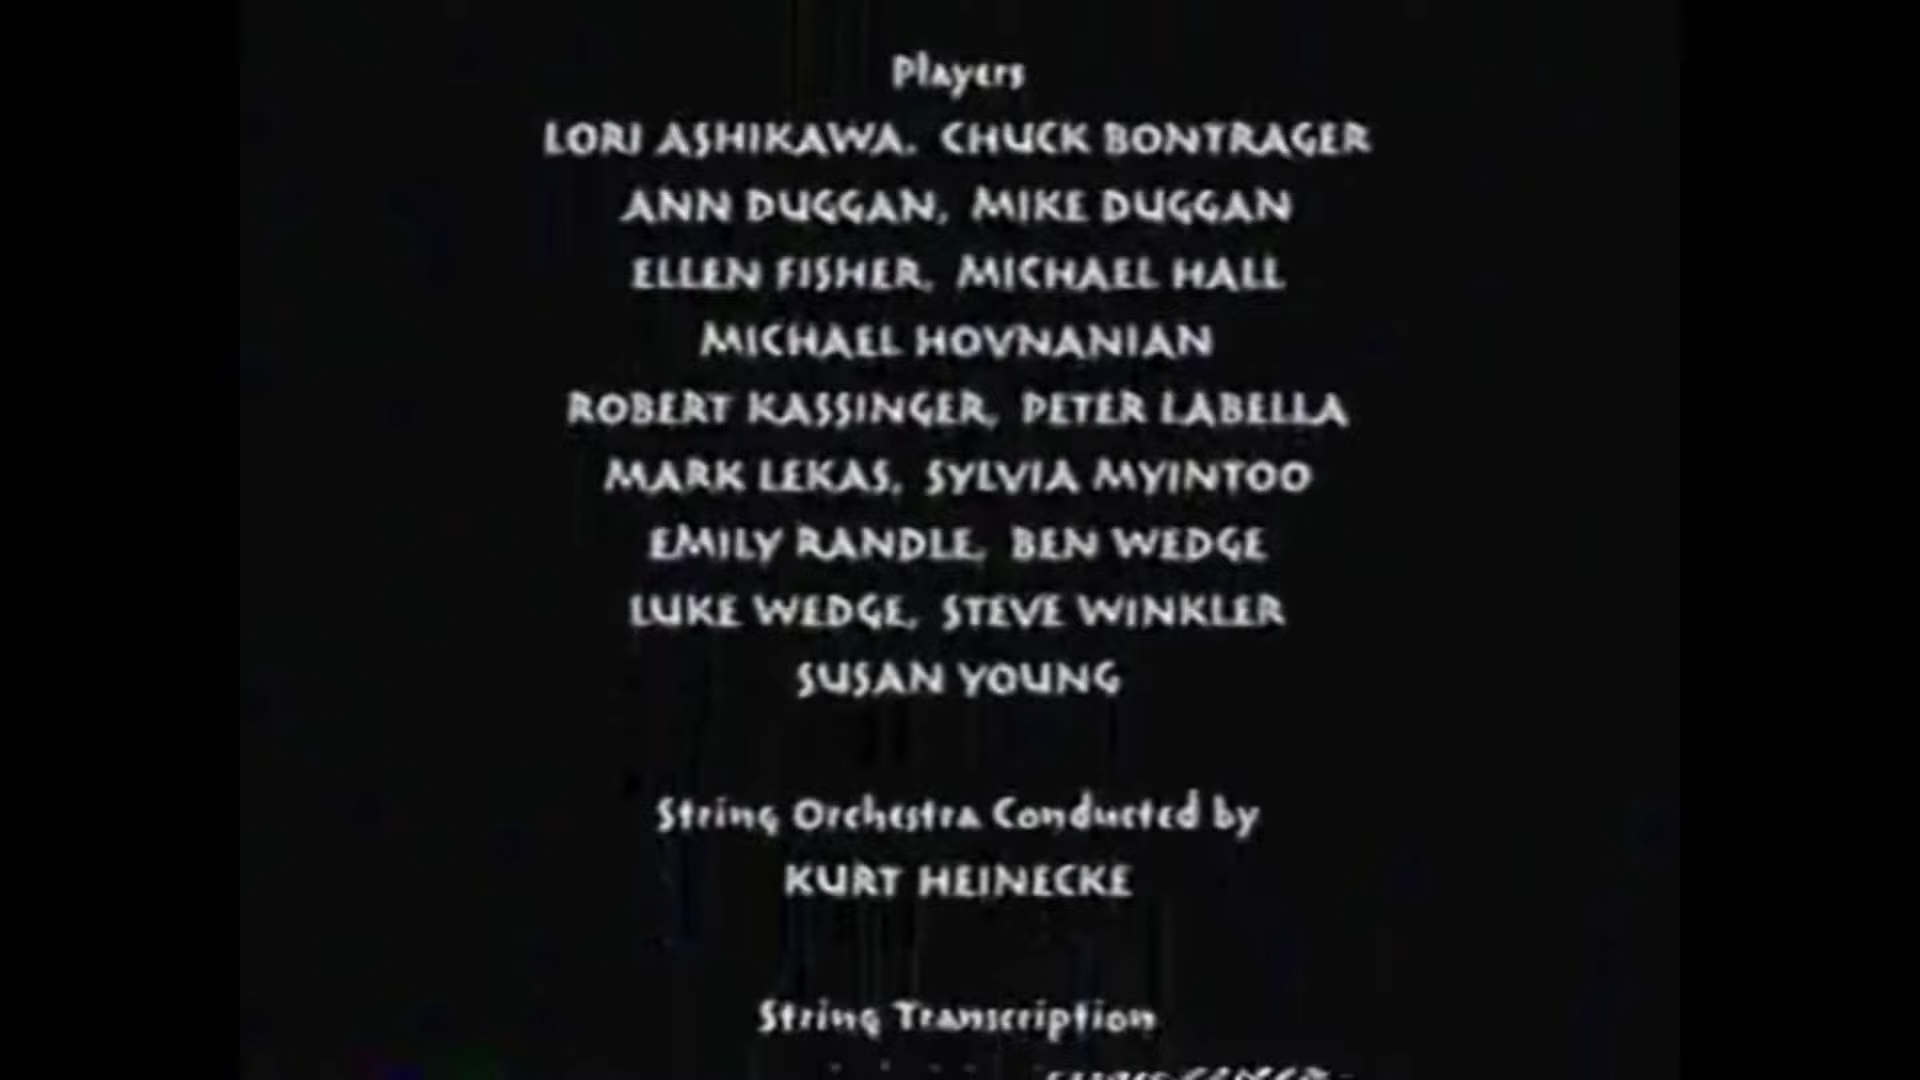 Players
LORI ASHIKAWA, CHUCK BONTRAGER
ANN DUGGAN, MIKE DUGGAN
ELLEN FISHER, MICHAEL HALL
MICHAEL HOVNANIAN
ROBERT KASSINGER, PETER LABELLA
MARK LEKAS, SYLVIA MYINTOO
EMILY RANDLE, BEN WEDGE
LUKE WEDGE, STEVE WINKLER
SUSAN YOUNG
String Orchestra Conducted by
KURT HEINECKE
String Transcription